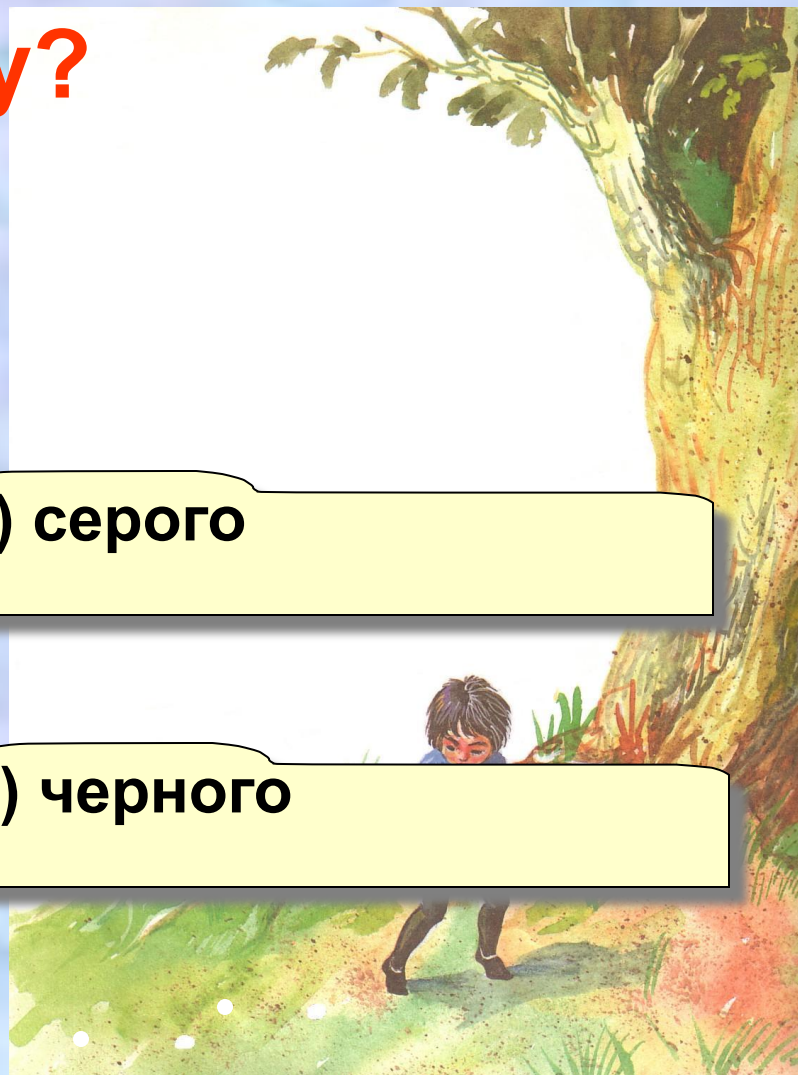 у?
) серого
) черного